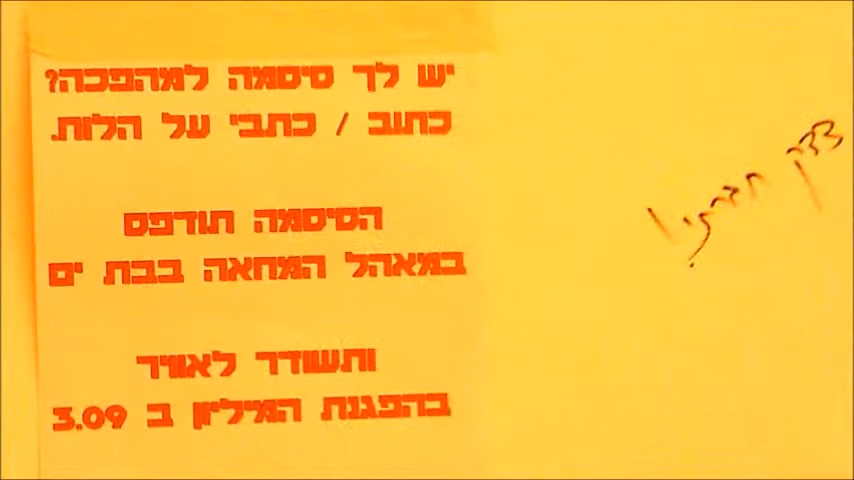 יש לך סיסמה למהפכה?
כתוב / כתבי על הלוח.
הסיסמה תודפס
במאהל המחאה בבת ים
ותשודר לאוויר
בהפגנת המיליון ב 3.09
צדק חברתי!